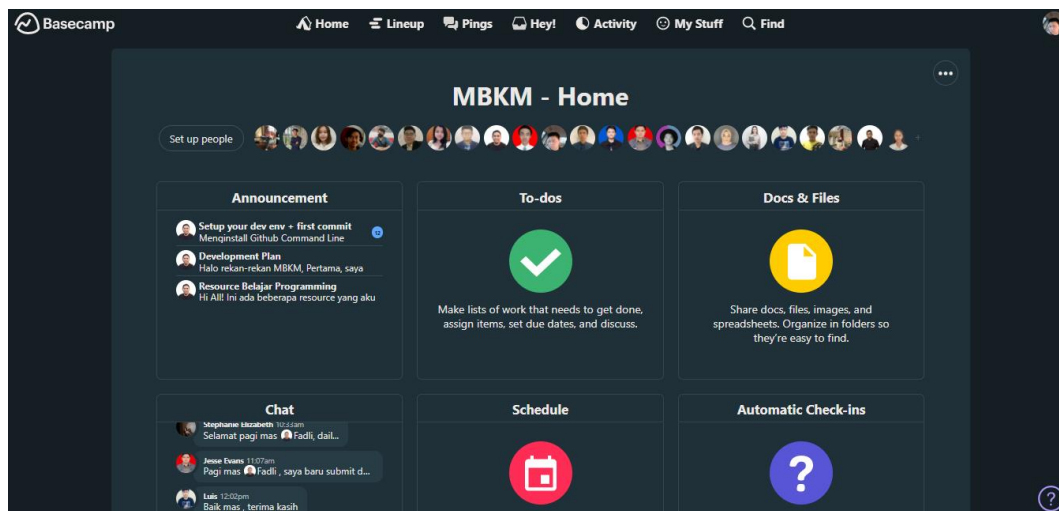 Basecamp
Home Lineup Pings Hey! Activity My Stuff Find
MBKM - Home
Set up people
Announcement
Setup your dev env + first commit
Menginstall Github Command Line
12
Development Plan
Halo rekan-rekan MBKM, Pertama, saya
Resource Belajar Programming
Hi All! Ini ada beberapa resource yang aku
To-dos
Make lists of work that needs to get done,
assign items, set due dates, and discuss.
Docs & Files
Share docs, files, images, and
spreadsheets. Organize in folders so
they're easy to find.
Chat
Stephanie Elizabeth 10:33am
Selamat pagi mas Fadli, dail...
Jesse Evans 11:07am
Pagi mas Fadli , saya baru submit d...
Luis 12:02pm
Baik mas , terima kasih
Schedule
Automatic Check-ins
?
?